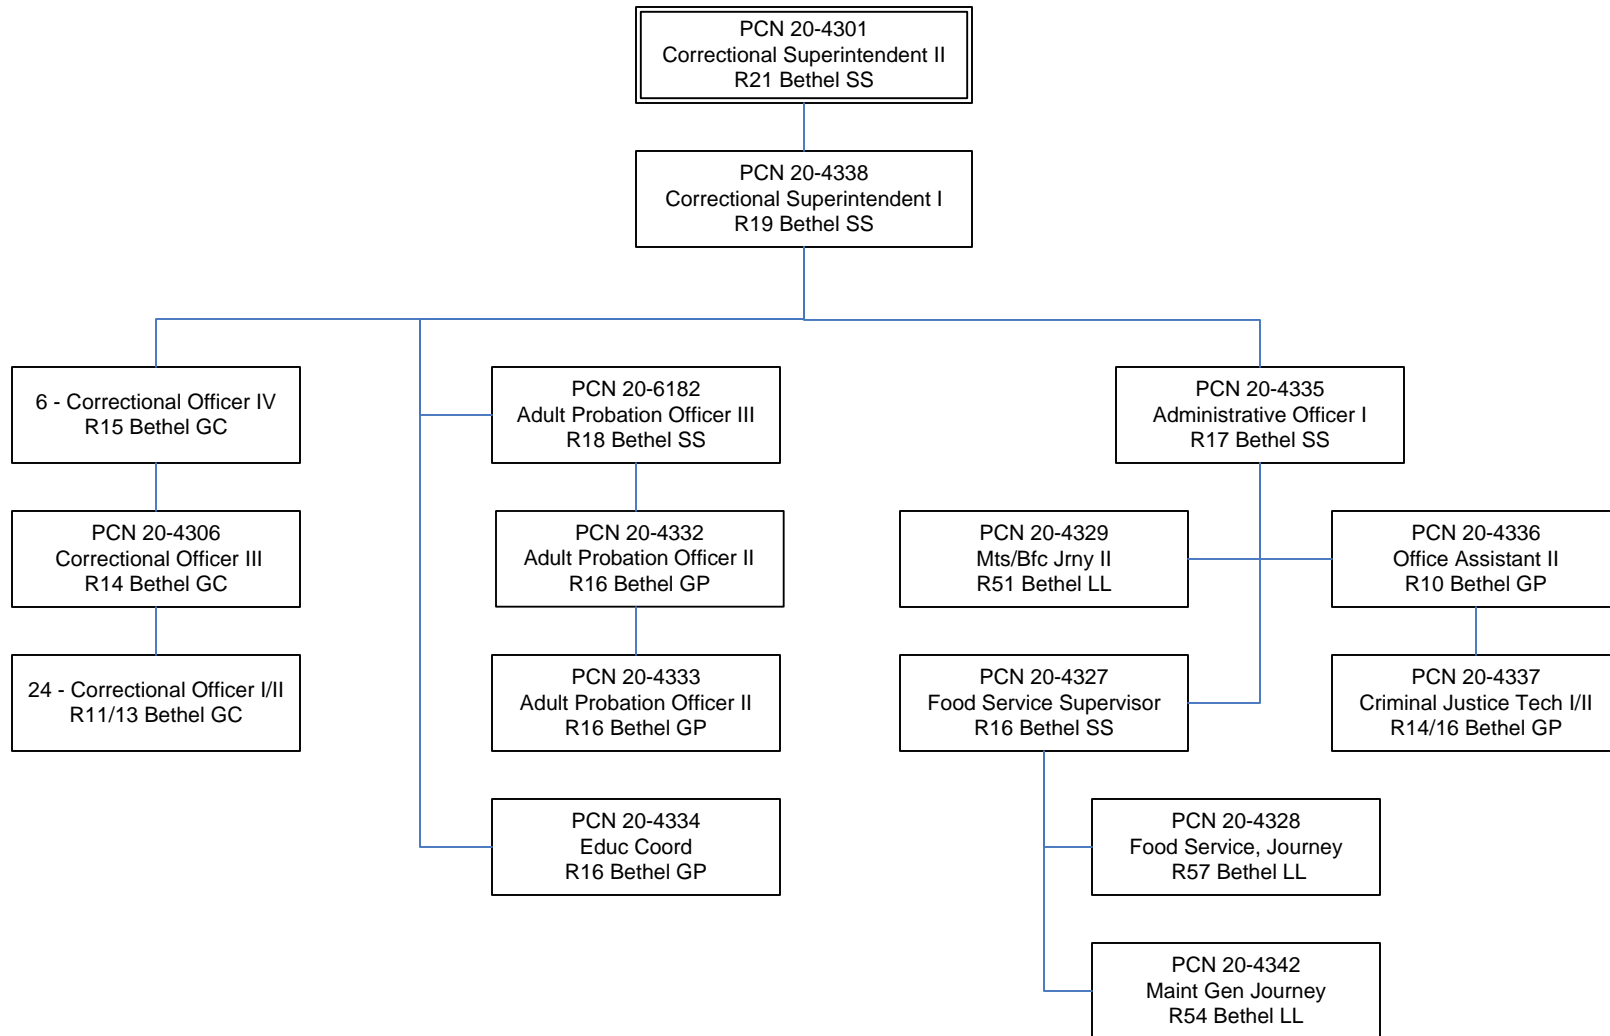 PCN 20-4301
Correctional Superintendent II
R21 Bethel SS
PCN 20-4338
Correctional Superintendent I
R19 Bethel SS
6 - Correctional Officer IV
R15 Bethel GC
PCN 20-6182
Adult Probation Officer III
R18 Bethel SS
PCN 20-4335
Administrative Officer I
R17 Bethel SS
PCN 20-4306
Correctional Officer III
R14 Bethel GC
PCN 20-4332
Adult Probation Officer II
R16 Bethel GP
PCN 20-4329
Mts/Bfc Jrny II
R51 Bethel LL
PCN 20-4336
Office Assistant II
R10 Bethel GP
24 - Correctional Officer I/II
R11/13 Bethel GC
PCN 20-4333
Adult Probation Officer II
R16 Bethel GP
PCN 20-4327
Food Service Supervisor
R16 Bethel SS
PCN 20-4337
Criminal Justice Tech I/II
R14/16 Bethel GP
PCN 20-4334
Educ Coord
R16 Bethel GP
PCN 20-4328
Food Service, Journey
R57 Bethel LL
PCN 20-4342
Maint Gen Journey
R54 Bethel LL